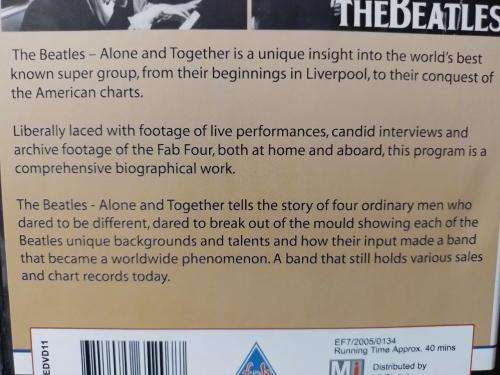 THE BEATLES
The Beatles – Alone and Together is a unique insight into the world's best
known super group, from their beginnings in Liverpool, to their conquest of
the American charts.
Liberally laced with footage of live performances, candid interviews and
archive footage of the Fab Four, both at home and aboard, this program is a
comprehensive biographical work.
The Beatles - Alone and Together tells the story of four ordinary men who
dared to be different, dared to break out of the mould showing each of the
Beatles unique backgrounds and talents and how their input made a band
that became a worldwide phenomenon. A band that still holds various sales
and chart records today.
EDVD11
EF7/2005/0134
Running Time Approx. 40 mins
Distributed by